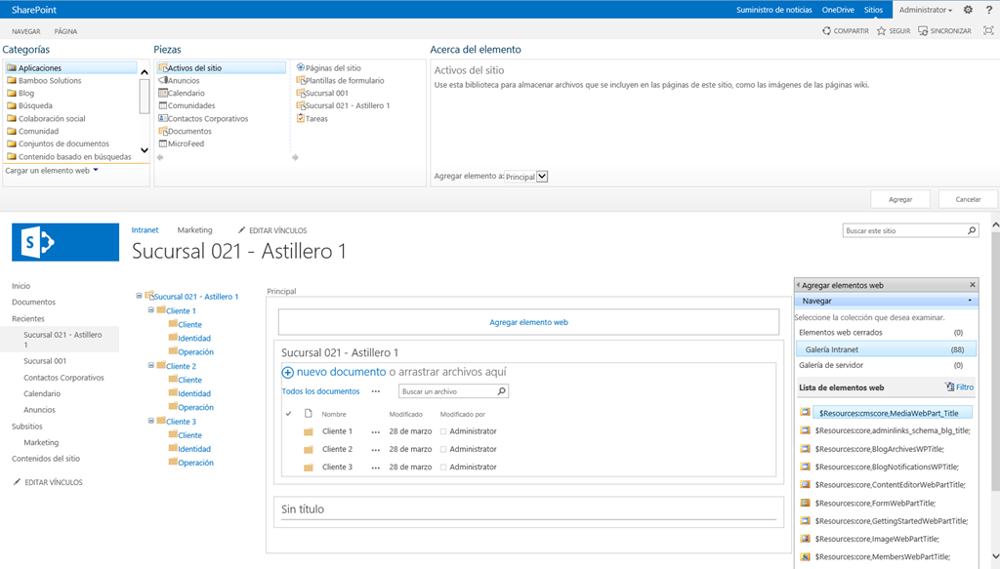 SharePoint
Suministro de noticias OneDrive Sitios Administrator ?
NAVEGAR PÁGINA
COMPARTIR SEGUIR SINCRONIZAR
Categorías
Aplicaciones
Bamboo Solutions
Blog
Búsqueda
Colaboración social
Comunidad
Conjuntos de documentos
Contenido basado en búsquedas
Cargar un elemento web
Piezas
Activos del sitio
Anuncios
Calendario
Comunidades
Contactos Corporativos
Documentos
MicroFeed
Páginas del sitio
Plantillas de formulario
Sucursal 001
Sucursal 021 - Astillero 1
Tareas
Acerca del elemento
Activos del sitio
Use esta biblioteca para almacenar archivos que se incluyen en las páginas de este sitio, como las imágenes de las páginas wiki.
Agregar elemento a: Principal
Agregar Cancelar
S
Intranet Marketing EDITAR VÍNCULOS
Sucursal 021 - Astillero 1
Buscar este sitio
Inicio
Documentos
Recientes
Sucursal 021 - Astillero
1
Sucursal 001
Contactos Corporativos
Calendario
Anuncios
Subsitios
Marketing
Contenidos del sitio
EDITAR VÍNCULOS
Sucursal 021 - Astillero 1
Cliente 1
Cliente
Identidad
Operación
Cliente 2
Cliente
Identidad
Operación
Cliente 3
Cliente
Identidad
Operación
Principal
Agregar elemento web
Sucursal 021 - Astillero 1
nuevo documento o arrastrar archivos aquí
Todos los documentos ••• Buscar un archivo
Nombre Modificado Modificado por
Cliente 1 ••• 28 de marzo Administrator
Cliente 2 ••• 28 de marzo Administrator
Cliente 3 ••• 28 de marzo Administrator
Sin título
Agregar elementos web ×
Navegar
Seleccione la colección que desea examinar.
Elementos web cerrados (0)
Galería Intranet (88)
Galería de servidor (0)
Lista de elementos web Filtro
$Resources:cmscore,MediaWebPart_Title
$Resources:core,adminlinks_schema_blg_title;
$Resources:core,BlogArchivesWPTitle;
$Resources:core,BlogNotificationsWPTitle;
$Resources:core,ContentEditorWebPartTitle;
$Resources:core,FormWebPartTitle;
$Resources:core,GettingStartedWebPartTitle;
$Resources:core,ImageWebPartTitle;
$Resources:core,MembersWebPartTitle;